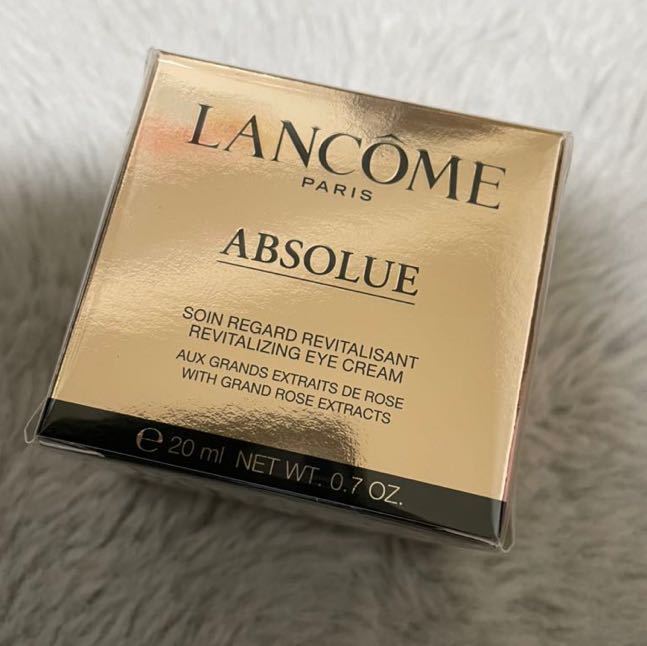 LANCÔME
PARIS
ABSOLUE
SOIN REGARD REVITALISANT
REVITALIZING EYE CREAM
AUX GRANDS EXTRAITS DE ROSE
WITH GRAND ROSE EXTRACTS
℮ 20 ml NET WT. 0.7 OZ.